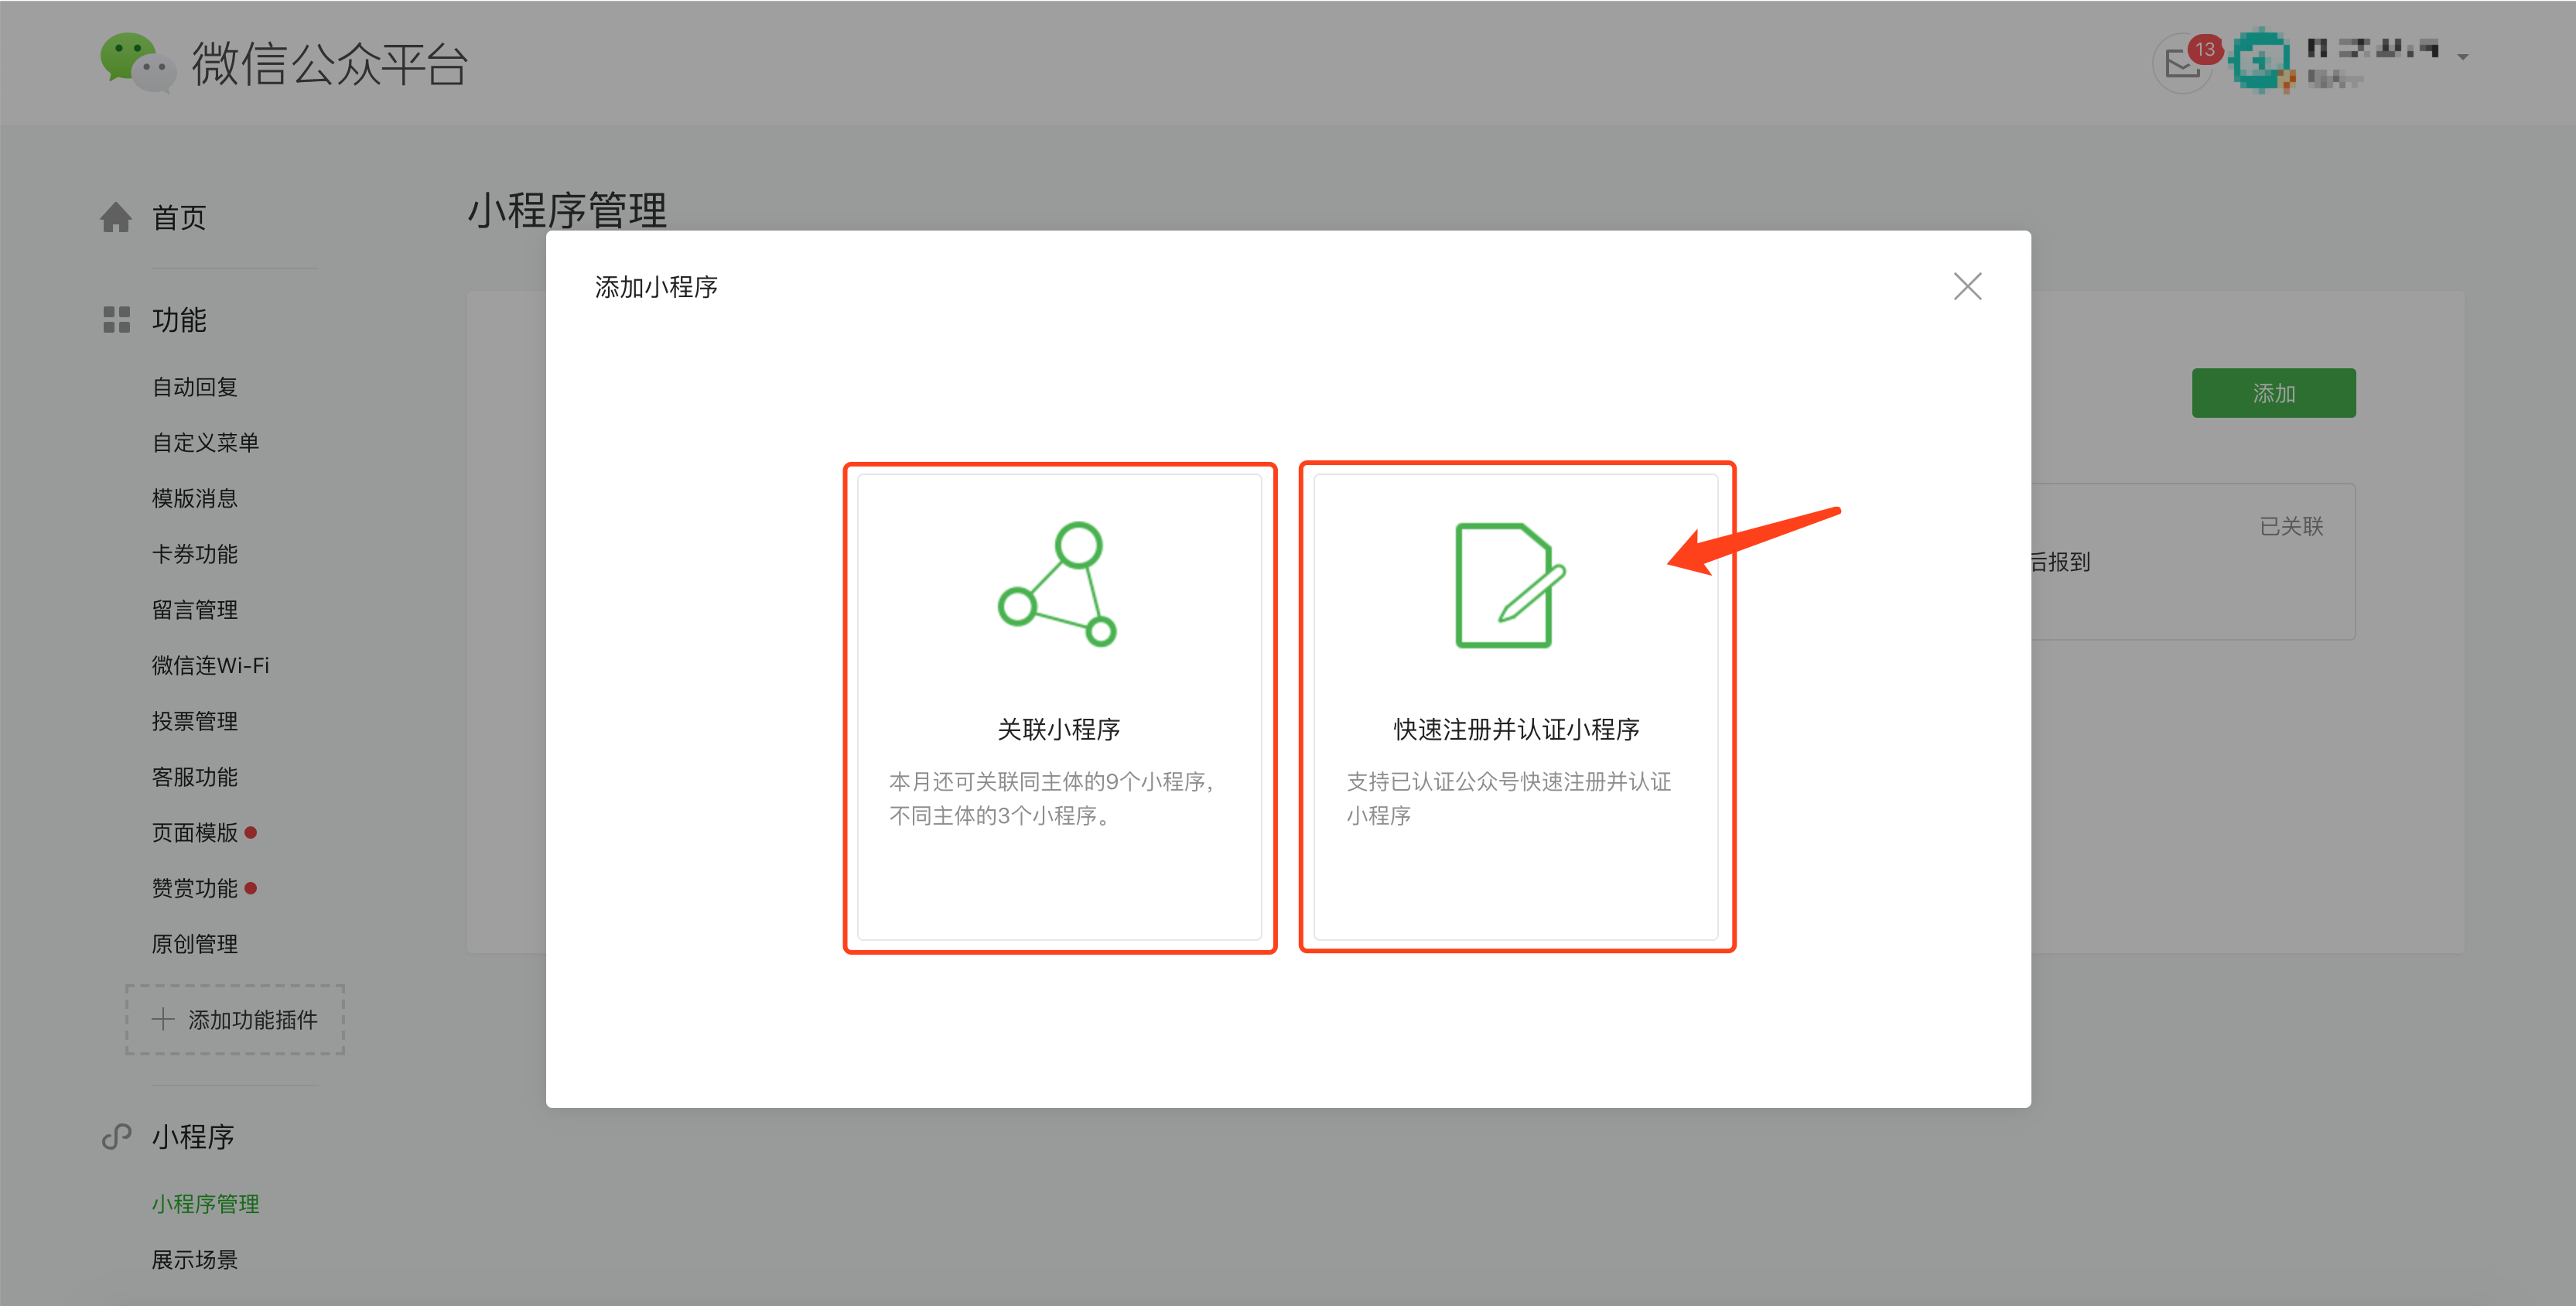 微信公众平台
13
首页
功能
自动回复
自定义菜单
模版消息
卡券功能
留言管理
微信连Wi-Fi
投票管理
客服功能
页面模版
赞赏功能
原创管理
添加功能插件
小程序
小程序管理
展示场景
小程序管理
添加
已关联
后报到
添加小程序
关联小程序
本月还可关联同主体的9个小程序，
不同主体的3个小程序。
快速注册并认证小程序
支持已认证公众号快速注册并认证
小程序